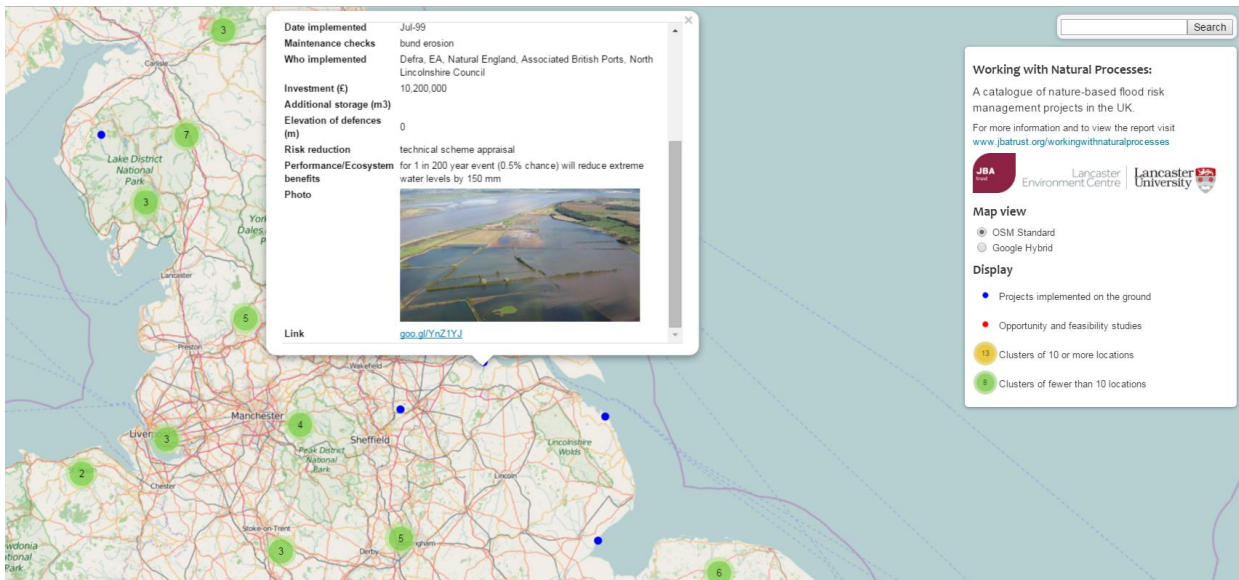 3
×
Date implemented Jul-99
Maintenance checks bund erosion
Who implemented Defra, EA, Natural England, Associated British Ports, North
Lincolnshire Council
Investment (£) 10,200,000
Additional storage (m3)
Elevation of defences
(m) 0
Risk reduction technical scheme appraisal
Performance/Ecosystem for 1 in 200 year event (0.5% chance) will reduce extreme
benefits water levels by 150 mm
Photo
Link goo.gl/YnZ1YJ
Search
Working with Natural Processes:
A catalogue of nature-based flood risk
management projects in the UK.
For more information and to view the report visit
www.jbatrust.org/workingwithnaturalprocesses
JBA
trust
Lancaster
Environment Centre
Lancaster
University
Map view
OSM Standard
Google Hybrid
Display
Projects implemented on the ground
Opportunity and feasibility studies
13 Clusters of 10 or more locations
8 Clusters of fewer than 10 locations
Carlisle
7
Lake District
National
Park
3
Yor
Dales
P
Lancaster
5
Preston
Wakefield
Manchester
4
Liver
3
Sheffield
Peak District
National
Park
Lincolnshire
Wolds
2
Chester
Lincoln
Stoke-on-Trent
3
Derby
5
ngham
wdonia
ational
Park
6